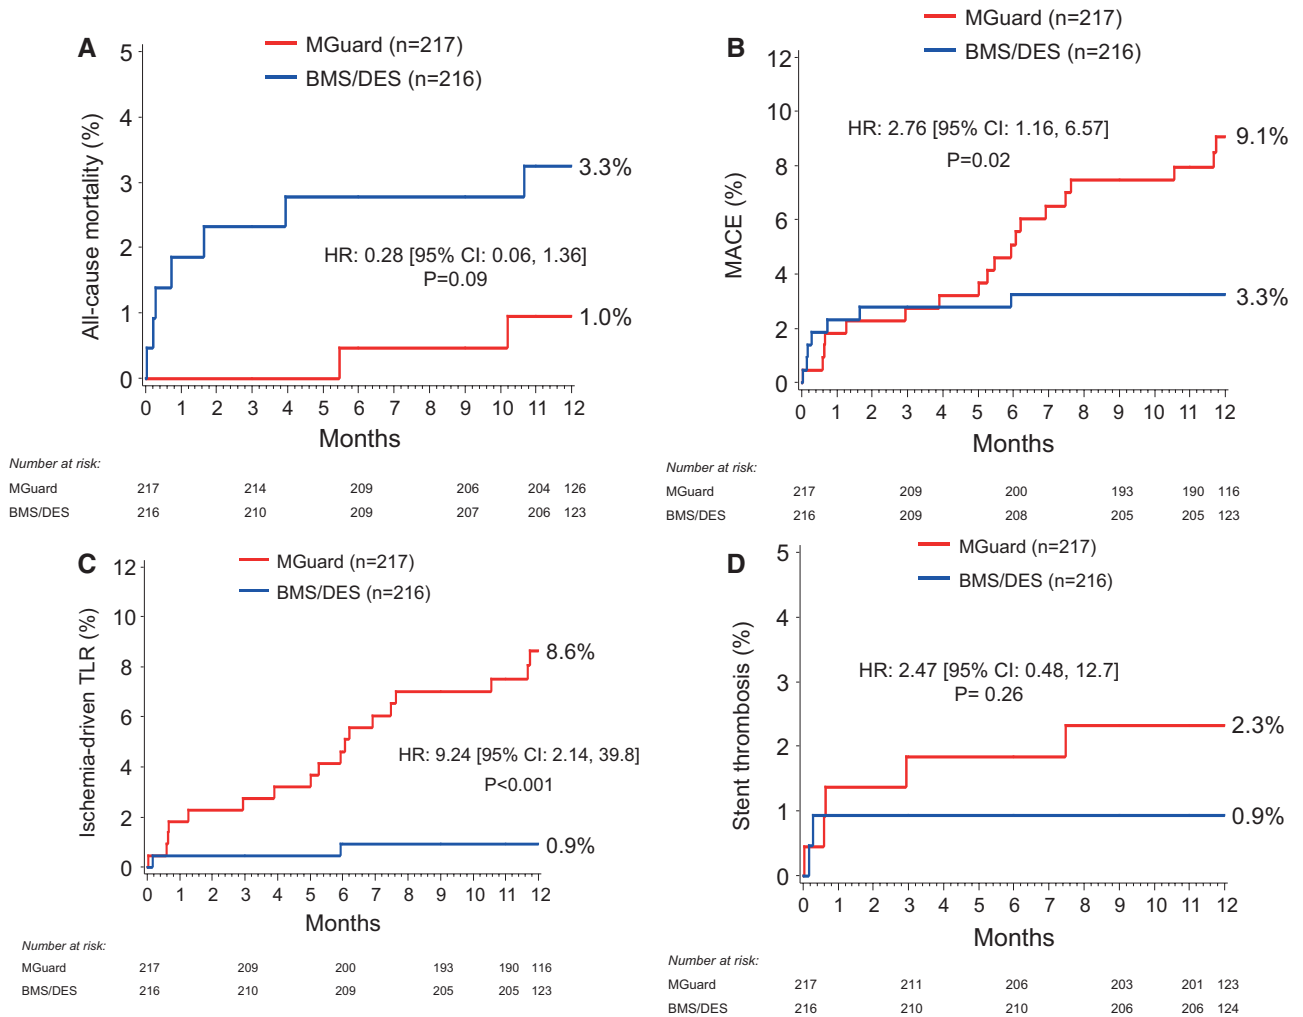 A
MGuard (n=217)
BMS/DES (n=216)
All-cause mortality (%)
5
4
3
2
1
0
3.3%
HR: 0.28 [95% CI: 0.06, 1.36]
P=0.09
1.0%
0 1 2 3 4 5 6 7 8 9 10 11 12
Months
Number at risk:
MGuard 217 214 209 206 204 126
BMS/DES 216 210 209 207 206 123
B
MGuard (n=217)
BMS/DES (n=216)
MACE (%)
12
10
8
6
4
2
0
HR: 2.76 [95% CI: 1.16, 6.57]
P=0.02
9.1%
3.3%
0 1 2 3 4 5 6 7 8 9 10 11 12
Months
Number at risk:
MGuard 217 209 200 193 190 116
BMS/DES 216 209 208 205 205 123
C
MGuard (n=217)
BMS/DES (n=216)
Ischemia-driven TLR (%)
12
10
8
6
4
2
0
8.6%
HR: 9.24 [95% CI: 2.14, 39.8]
P<0.001
0.9%
0 1 2 3 4 5 6 7 8 9 10 11 12
Months
Number at risk:
MGuard 217 209 200 193 190 116
BMS/DES 216 210 209 205 205 123
D
MGuard (n=217)
BMS/DES (n=216)
Stent thrombosis (%)
5
4
3
2
1
0
HR: 2.47 [95% CI: 0.48, 12.7]
P= 0.26
2.3%
0.9%
0 1 2 3 4 5 6 7 8 9 10 11 12
Months
Number at risk:
MGuard 217 211 206 203 201 123
BMS/DES 216 210 210 206 206 124